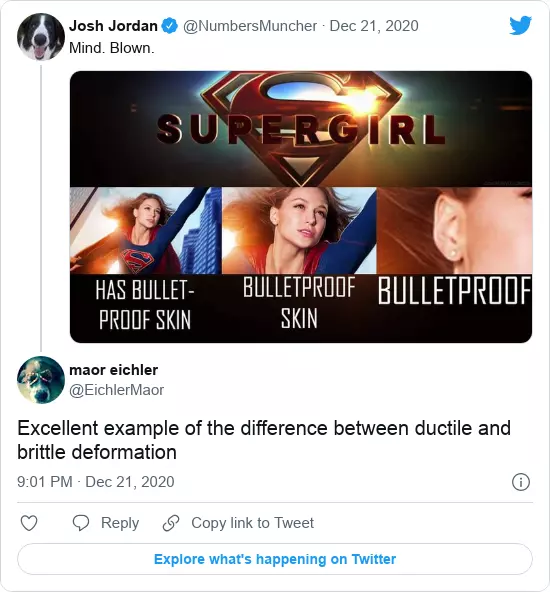 Josh Jordan @NumbersMuncher · Dec 21, 2020
Mind. Blown.
SUPERGIRL
HAS BULLET-
PROOF SKIN
BULLETPROOF
SKIN
BULLETPROOF
maor eichler
@EichlerMaor
Excellent example of the difference between ductile and
brittle deformation
9:01 PM · Dec 21, 2020
Reply
Copy link to Tweet
Explore what's happening on Twitter